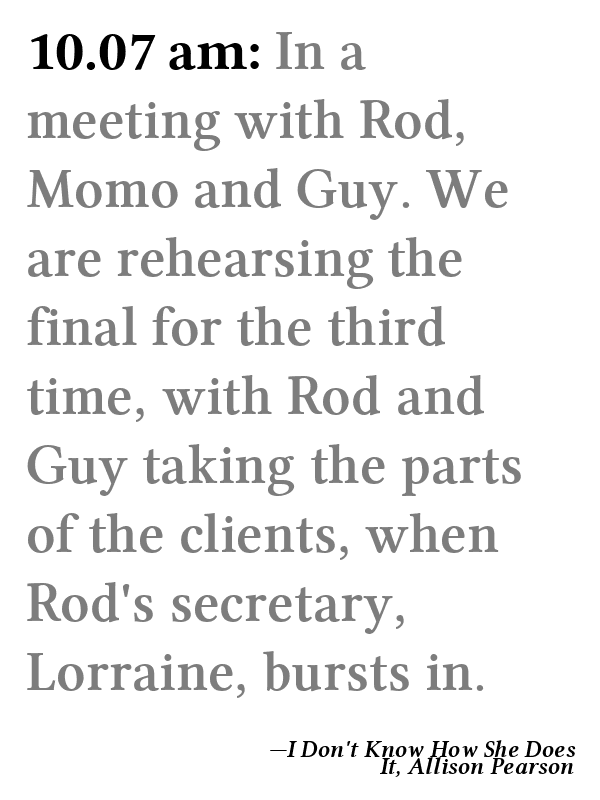 10.07 am: In a
meeting with Rod,
Momo and Guy. We
are rehearsing the
final for the third
time, with Rod and
Guy taking the parts
of the clients, when
Rod's secretary,
Lorraine, bursts in.
—I Don't Know How She Does
It, Allison Pearson